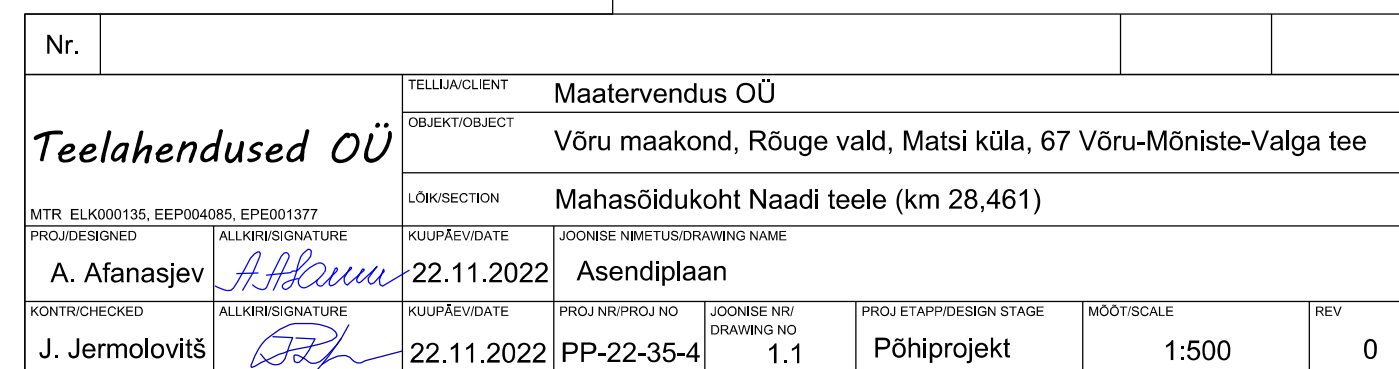 Nr.
TELLIJA/CLIENT Maatervendus OÜ
Teelahendused OÜ
OBJEKT/OBJECT Võru maakond, Rõuge vald, Matsi küla, 67 Võru-Mõniste-Valga tee
LÕIK/SECTION Mahasõidukoht Naadi teele (km 28,461)
MTR ELK000135, EEP004085, EPE001377
PROJ/DESIGNED ALLKIRI/SIGNATURE KUUPÄEV/DATE JOONISE NIMETUS/DRAWING NAME
A. Afanasjev 22.11.2022 Asendiplaan
KONTR/CHECKED ALLKIRI/SIGNATURE KUUPÄEV/DATE PROJ NR/PROJ NO JOONISE NR/ PROJ ETAPP/DESIGN STAGE MÕÕT/SCALE REV
DRAWING NO
J. Jermolovitš 22.11.2022 PP-22-35-4 1.1 Põhiprojekt 1:500 0